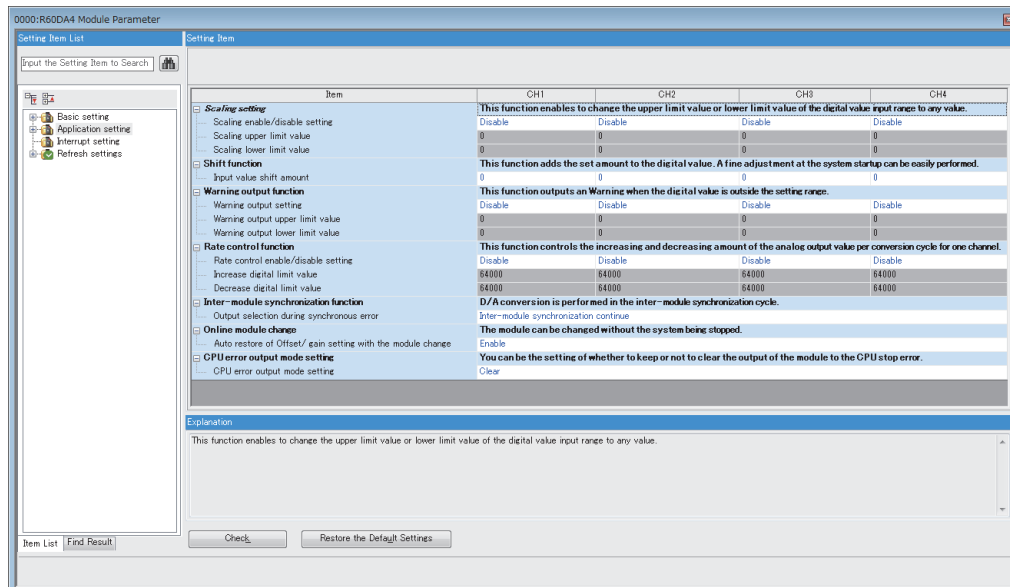 0000:R60DA4 Module Parameter
Setting Item List
Setting Item
Input the Setting Item to Search
Basic setting
Application setting
Interrupt setting
Refresh settings
Item CH1 CH2 CH3 CH4
Scaling setting This function enables to change the upper limit value or lower limit value of the digital value input range to any value.
Scaling enable/disable setting Disable Disable Disable Disable
Scaling upper limit value 0 0 0 0
Scaling lower limit value 0 0 0 0
Shift function This function adds the set amount to the digital value. A fine adjustment at the system startup can be easily performed.
Input value shift amount 0 0 0 0
Warning output function This function outputs an Warning when the digital value is outside the setting range.
Warning output setting Disable Disable Disable Disable
Warning output upper limit value 0 0 0 0
Warning output lower limit value 0 0 0 0
Rate control function This function controls the increasing and decreasing amount of the analog output value per conversion cycle for one channel.
Rate control enable/disable setting Disable Disable Disable Disable
Increase digital limit value 64000 64000 64000 64000
Decrease digital limit value 64000 64000 64000 64000
Inter-module synchronization function D/A conversion is performed in the inter-module synchronization cycle.
Output selection during synchronous error Inter-module synchronization continue
Online module change The module can be changed without the system being stopped.
Auto restore of Offset/ gain setting with the module change Enable
CPU error output mode setting You can be the setting of whether to keep or not to clear the output of the module to the CPU stop error.
CPU error output mode setting Clear
Explanation
This function enables to change the upper limit value or lower limit value of the digital value input range to any value.
Item List Find Result
Check Restore the Default Settings